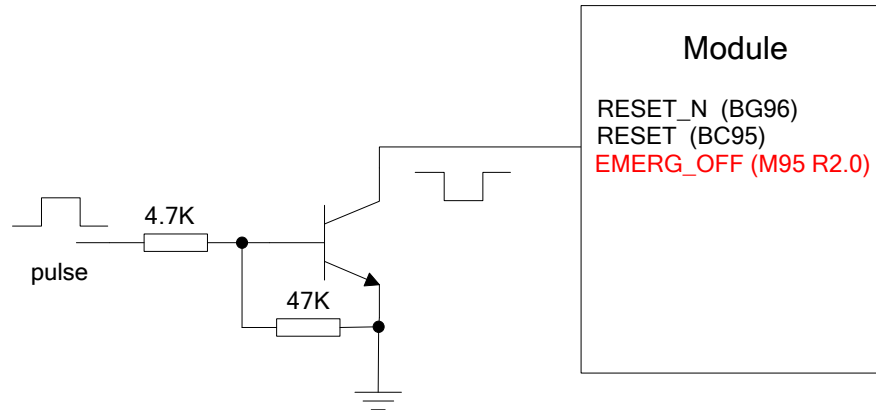 Module
RESET_N (BG96)
RESET (BC95)
EMERG_OFF (M95 R2.0)
4.7K
pulse
47K